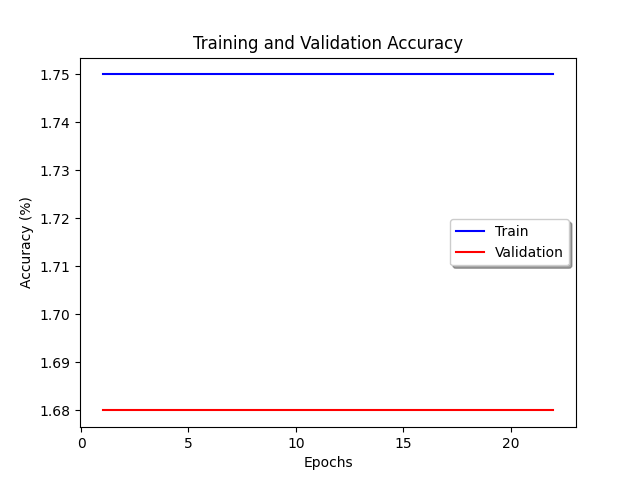 Training and Validation Accuracy
1.75
1.74
1.73
1.72
1.71
1.70
1.69
1.68
Accuracy (%)
Train
Validation
0 5 10 15 20
Epochs